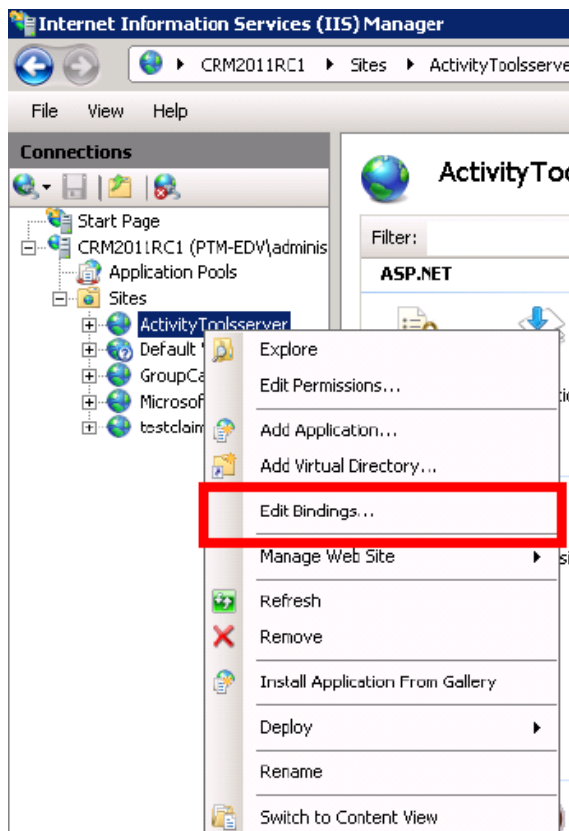 Internet Information Services (IIS) Manager
CRM2011RC1 Sites ActivityToolsserve
File View Help
Connections
ActivityToo
Start Page
CRM2011RC1 (PTM-EDV\adminis
Filter:
Application Pools
ASP.NET
Sites
ActivityToolsserver
Default
Explore
GroupCa
Edit Permissions...
Microsof
testclaim
Add Application...
Add Virtual Directory...
Edit Bindings...
Manage Web Site
Refresh
Remove
Install Application From Gallery
Deploy
Rename
Switch to Content View